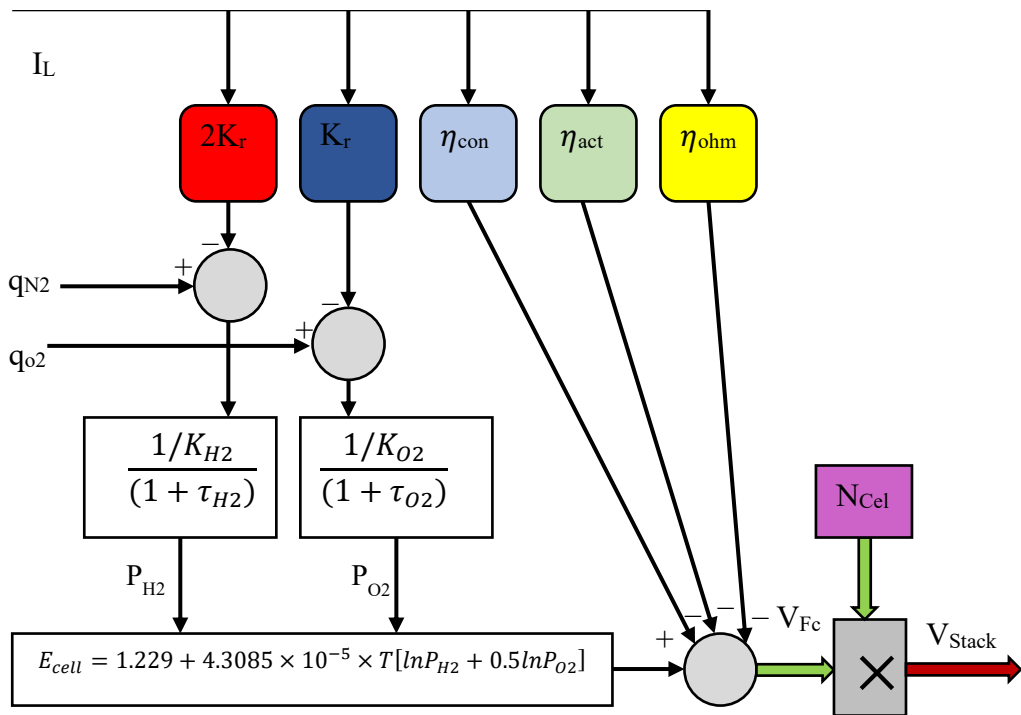 I_L
2K_r
K_r
η_con
η_act
η_ohm
−
+
q_N2
−
+
q_o2
1/K_H2
(1 + τ_H2)
1/K_O2
(1 + τ_O2)
N_Cel
P_H2
P_O2
− − −
+
V_Fc
V_Stack
×
E_cell = 1.229 + 4.3085 × 10^−5 × T[lnP_H2 + 0.5lnP_O2]